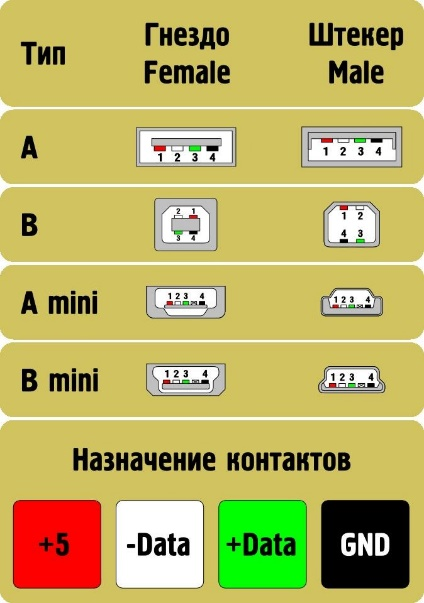 Тип Гнездо Female Штекер Male
A
1 2 3 4
1 2 3 4
B
2 1
3 4
1 2
4 3
A mini
1 2 3 4
1 2 3 4
B mini
1 2 3 4
1 2 3 4
Назначение контактов
+5 -Data +Data GND